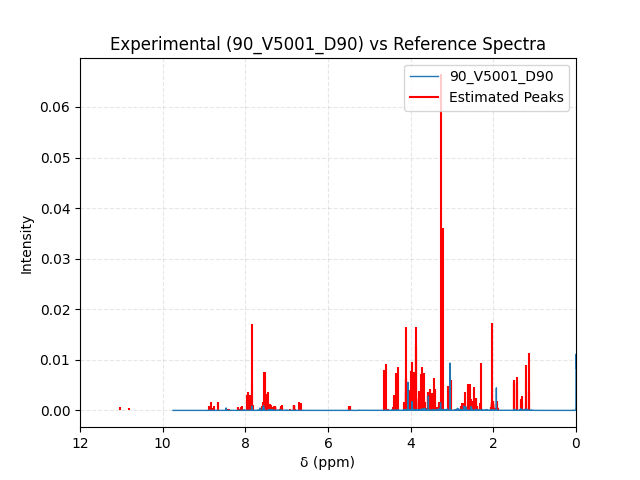 Experimental (90_V5001_D90) vs Reference Spectra
90_V5001_D90
Estimated Peaks
Intensity
0.06
0.05
0.04
0.03
0.02
0.01
0.00
12 10 8 6 4 2 0
δ (ppm)